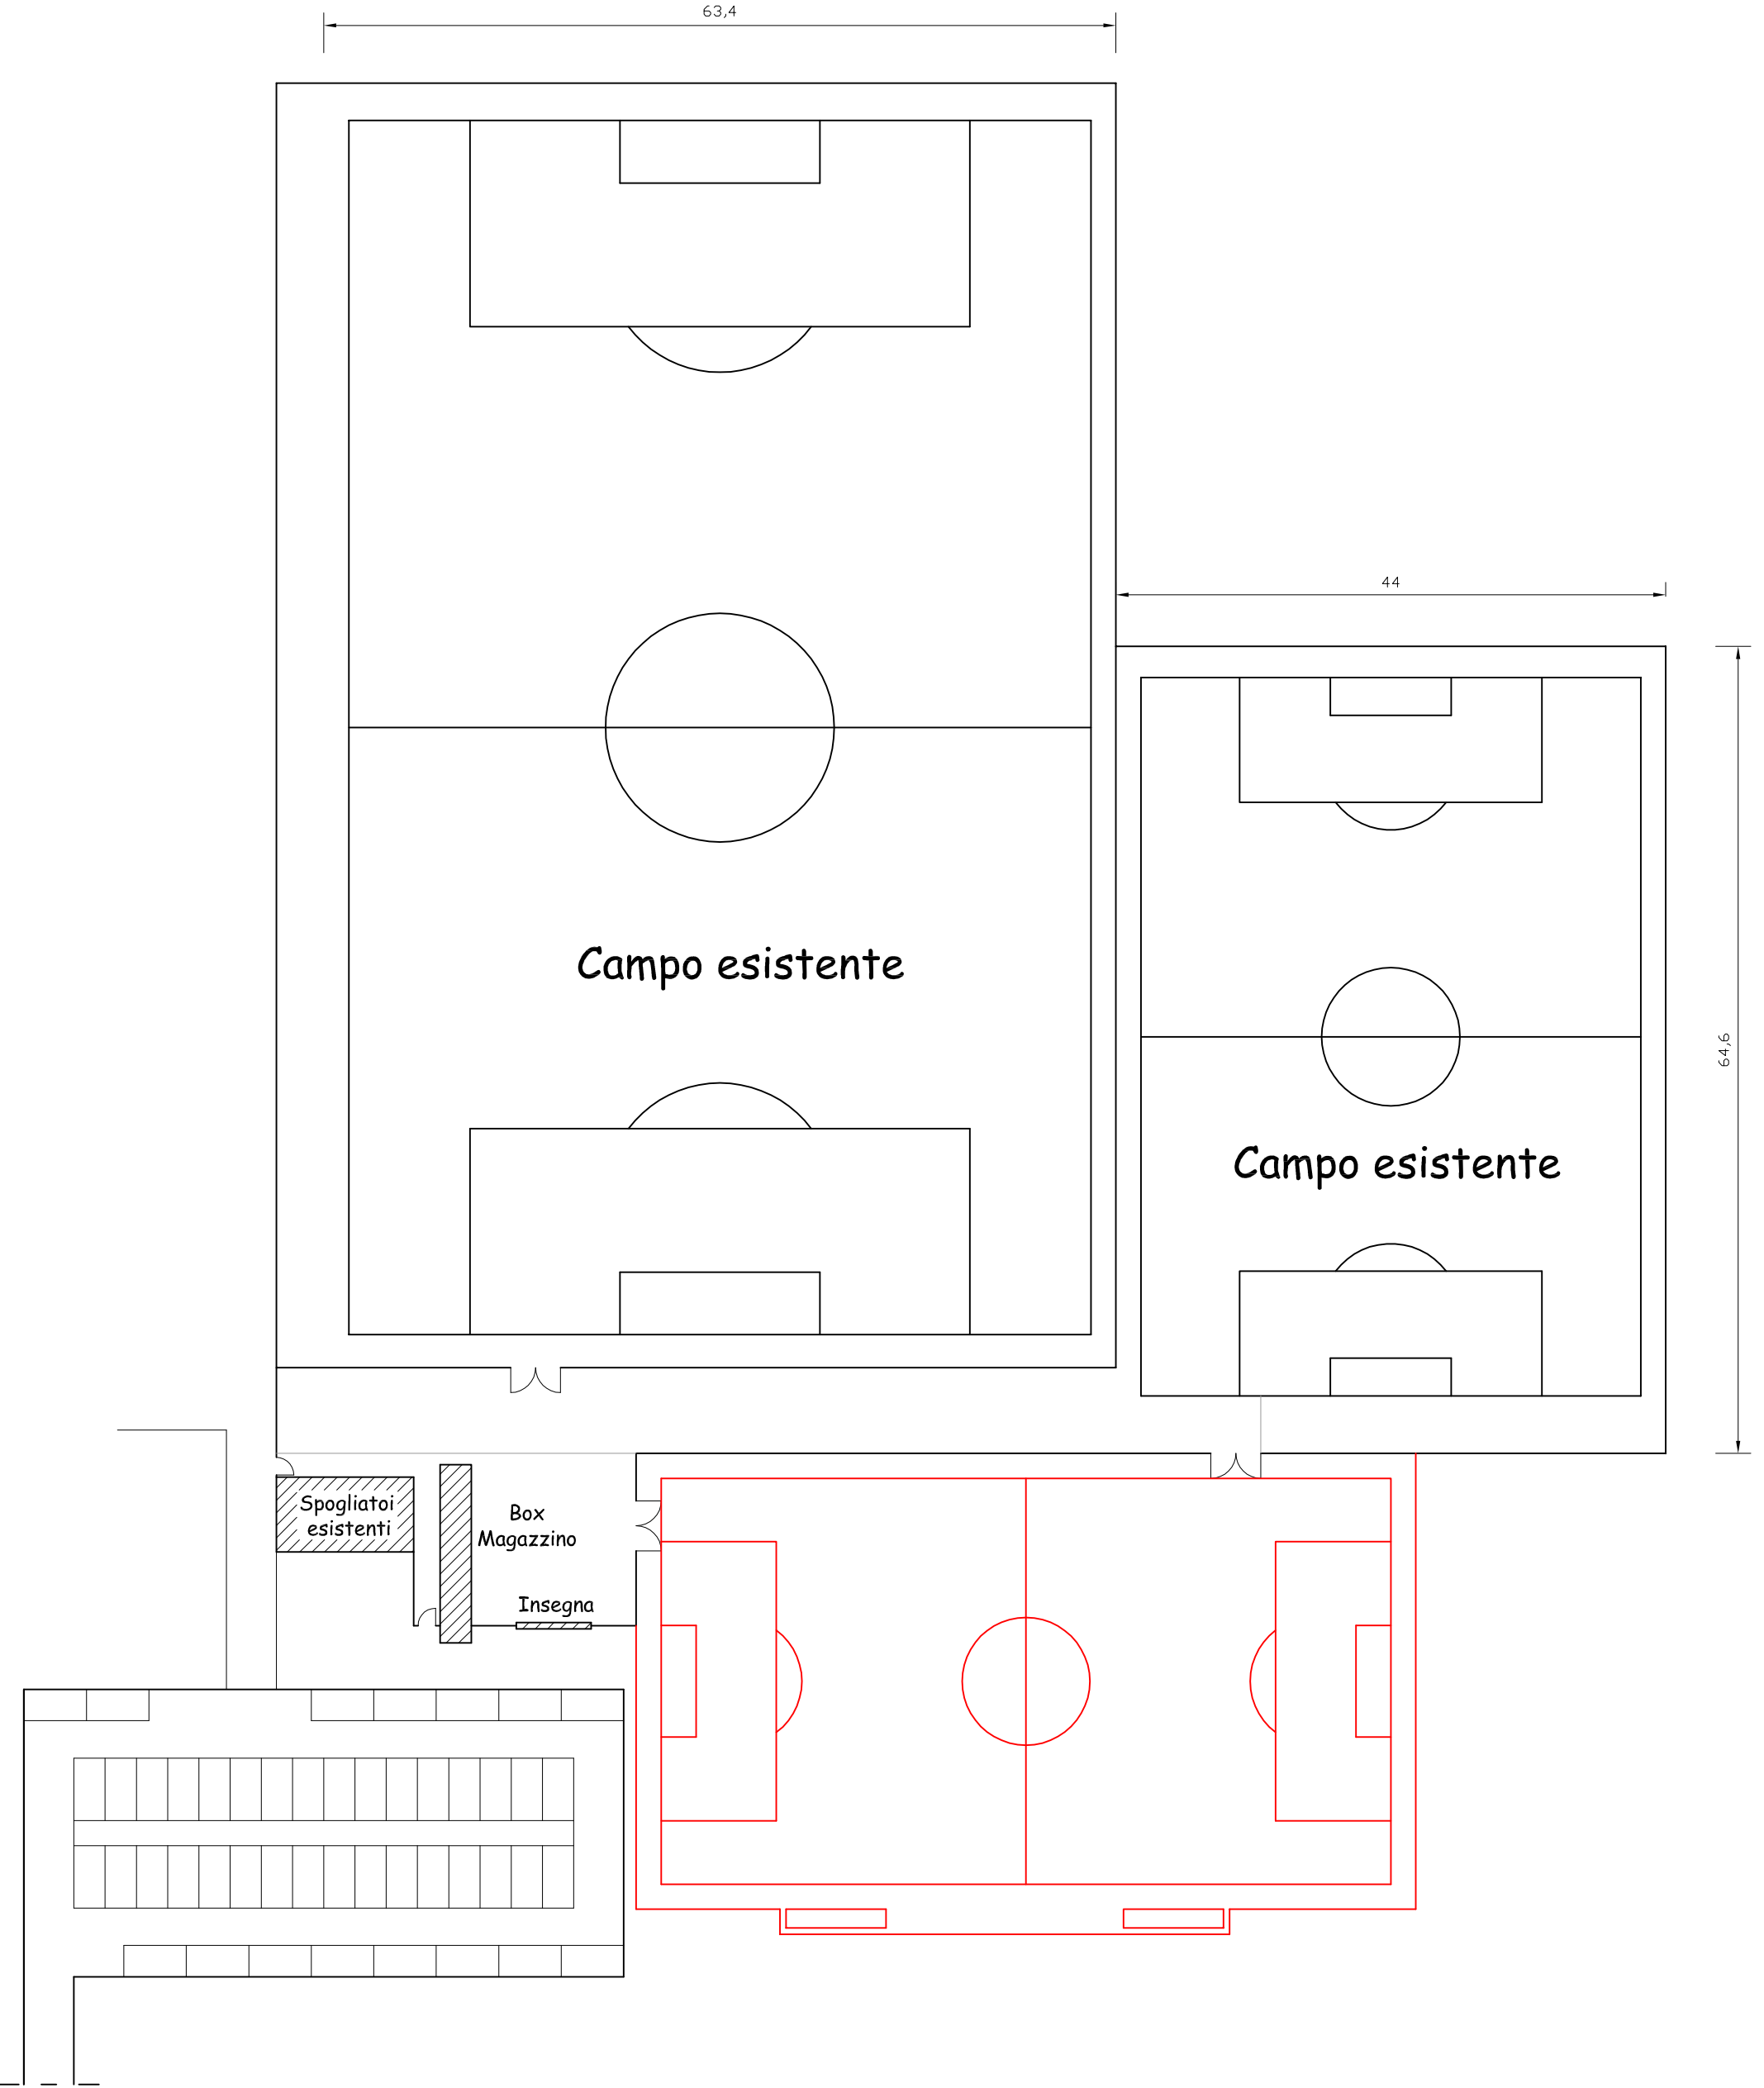 63,4
44
64,6
Campo esistente
Campo esistente
Spogliatoi
esistenti
Box
Magazzino
Insegna